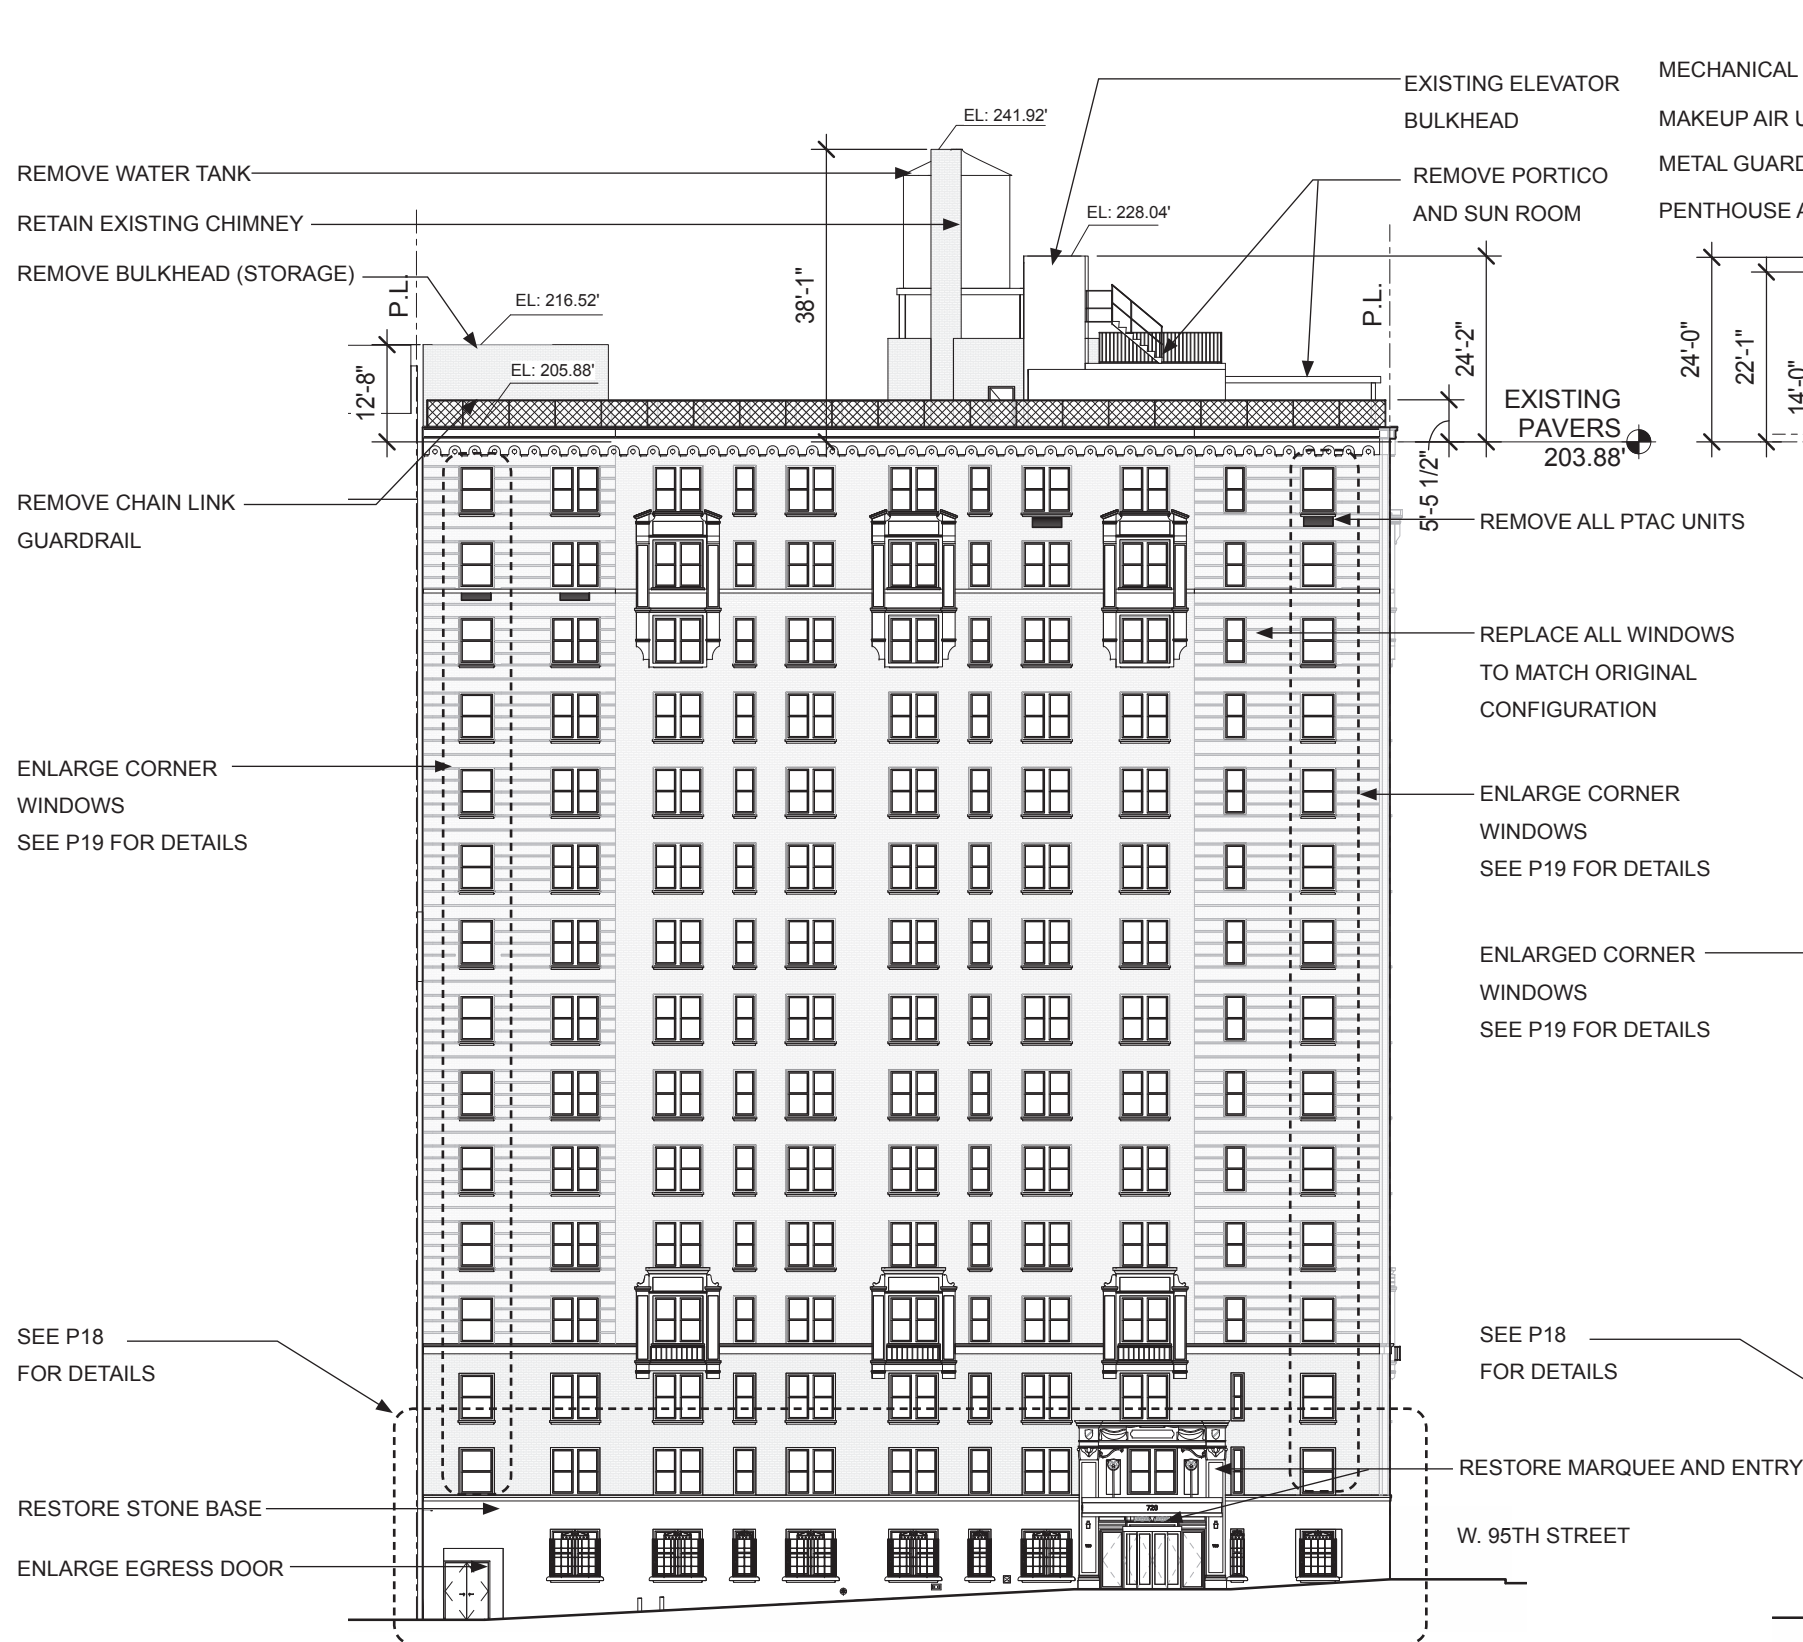 MECHANICAL
EXISTING ELEVATOR
BULKHEAD
MAKEUP AIR
EL: 241.92'
REMOVE WATER TANK
METAL GUARD
REMOVE PORTICO
AND SUN ROOM
RETAIN EXISTING CHIMNEY
EL: 228.04'
PENTHOUSE
REMOVE BULKHEAD (STORAGE)
P.L.
EL: 216.52'
38'-1"
P.L.
EL: 205.88'
12'-8"
24'-2"
24'-0"
22'-1"
14'-0"
EXISTING
PAVERS
203.88'
5'-5 1/2"
REMOVE CHAIN LINK
GUARDRAIL
REMOVE ALL PTAC UNITS
REPLACE ALL WINDOWS
TO MATCH ORIGINAL
CONFIGURATION
ENLARGE CORNER
WINDOWS
SEE P19 FOR DETAILS
ENLARGE CORNER
WINDOWS
SEE P19 FOR DETAILS
ENLARGED CORNER
WINDOWS
SEE P19 FOR DETAILS
SEE P18
FOR DETAILS
SEE P18
FOR DETAILS
RESTORE MARQUEE AND ENTRY
RESTORE STONE BASE
W. 95TH STREET
ENLARGE EGRESS DOOR